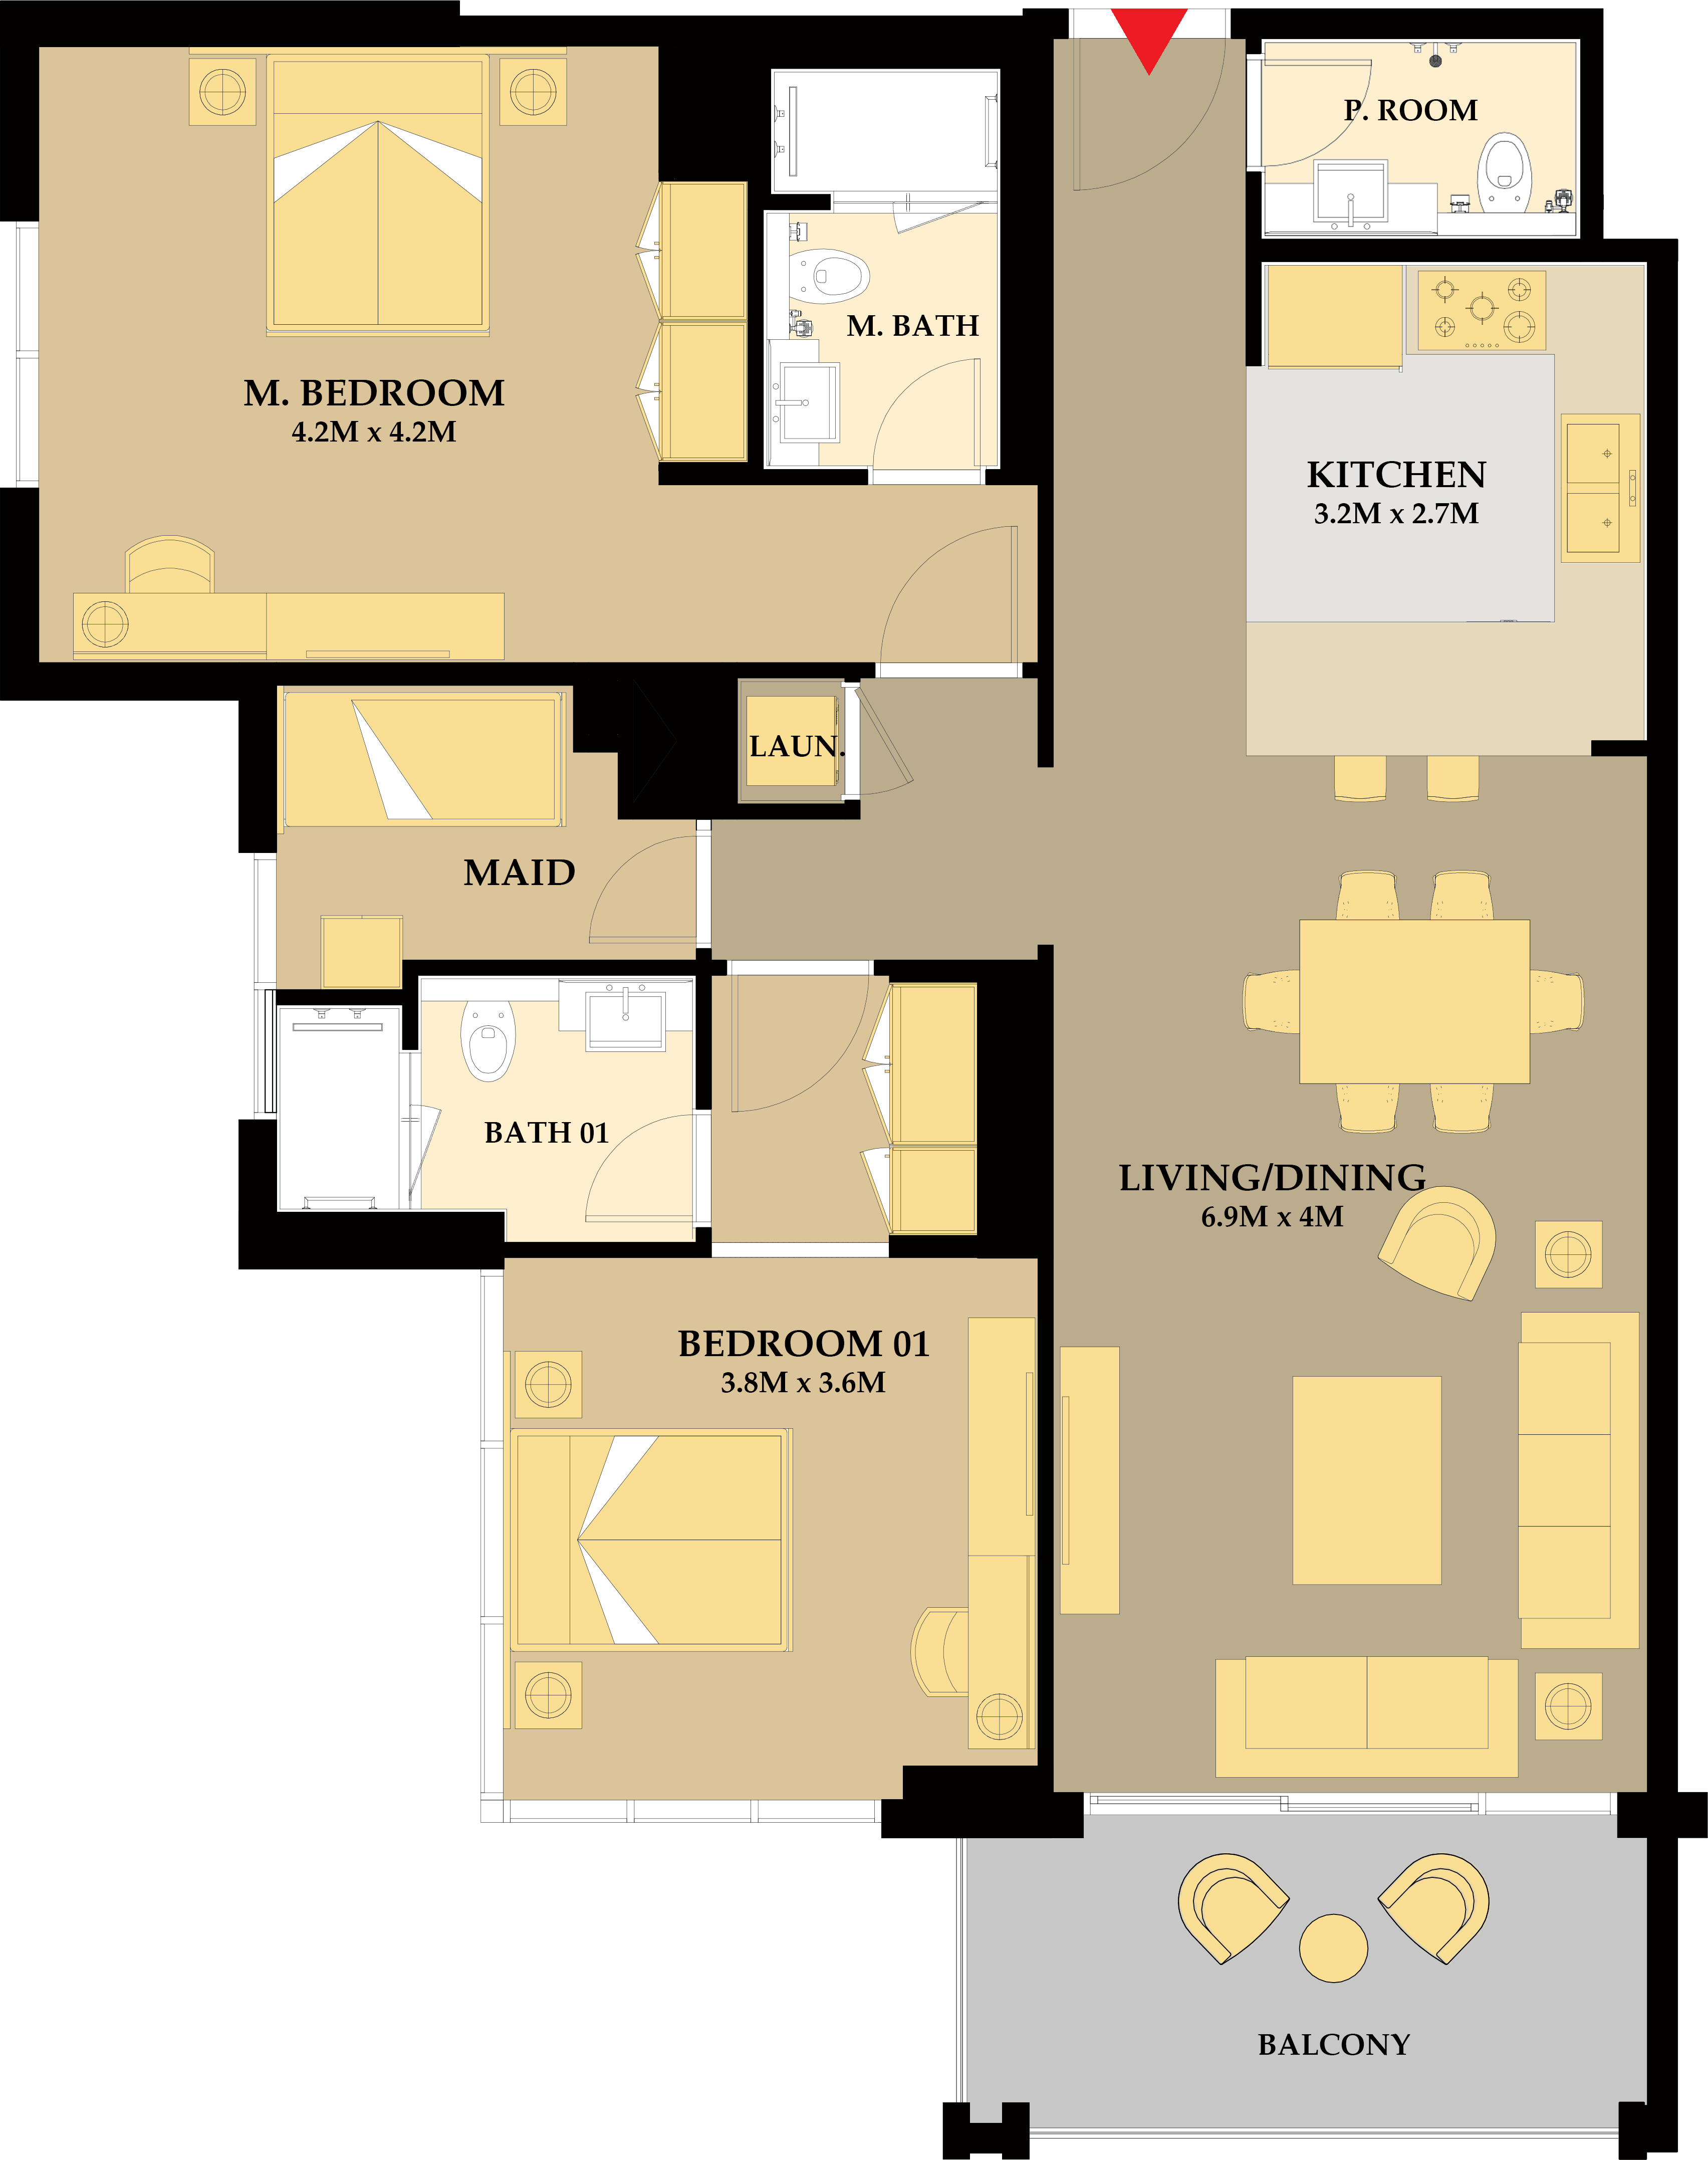 P. ROOM
M. BATH
M. BEDROOM
4.2M x 4.2M
KITCHEN
3.2M x 2.7M
LAUN.
MAID
BATH 01
LIVING/DINING
6.9M x 4M
BEDROOM 01
3.8M x 3.6M
BALCONY